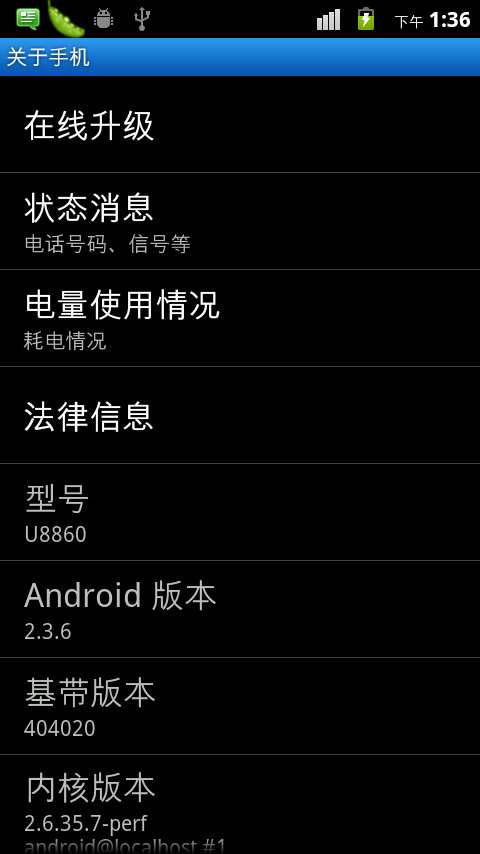 下午 1:36
关于手机
在线升级
状态消息
电话号码、信号等
电量使用情况
耗电情况
法律信息
型号
U8860
Android 版本
2.3.6
基带版本
404020
内核版本
2.6.35.7-perf
android@localhost #1